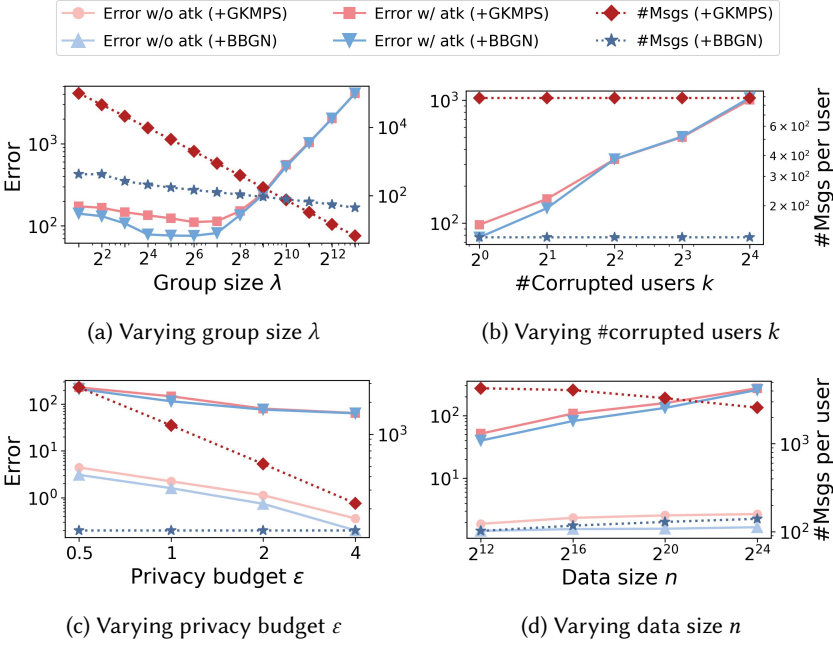 Error w/o atk (+GKMPS) Error w/ atk (+GKMPS) #Msgs (+GKMPS)
Error w/o atk (+BBGN) Error w/ atk (+BBGN) #Msgs (+BBGN)
Error
10³
10²
10⁴
10²
2² 2⁴ 2⁶ 2⁸ 2¹⁰ 2¹²
Group size λ
(a) Varying group size λ
10³
10²
6 × 10²
4 × 10²
3 × 10²
2 × 10²
#Msgs per user
2⁰ 2¹ 2² 2³ 2⁴
#Corrupted users k
(b) Varying #corrupted users k
Error
10²
10¹
10⁰
10³
0.5 1 2 4
Privacy budget ε
(c) Varying privacy budget ε
10²
10¹
10³
10²
#Msgs per user
2¹² 2¹⁶ 2²⁰ 2²⁴
Data size n
(d) Varying data size n